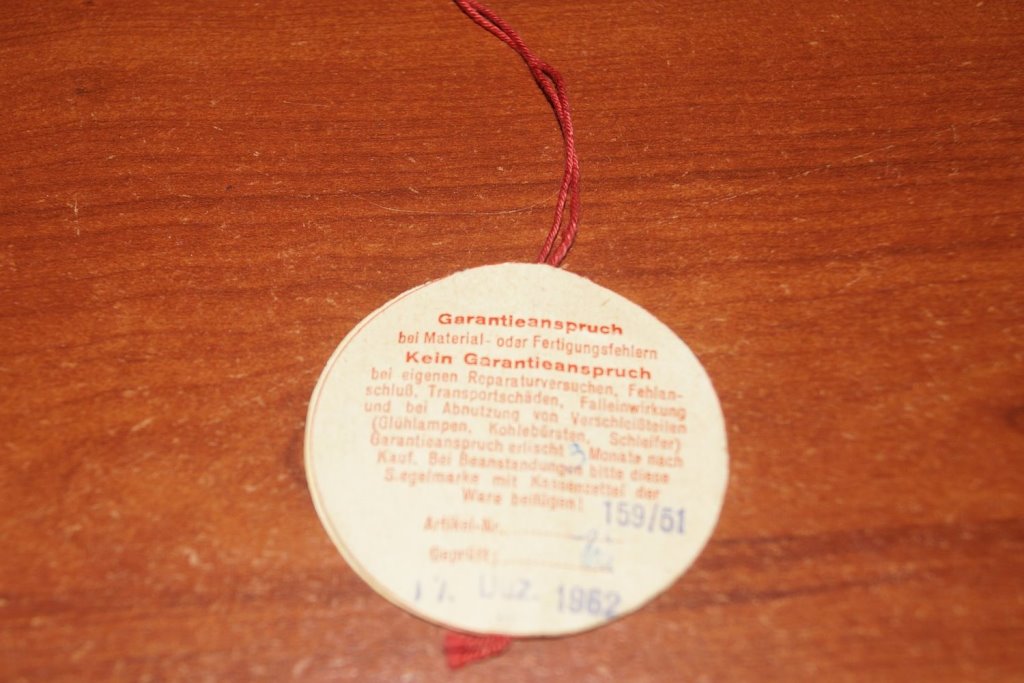 Garantieanspruch
bei Material- oder Fertigungsfehlern
Kein Garantieanspruch
bei eigenen Reparaturversuchen, Fehlan-
schluß, Transportschäden, Falleinwirkung
und bei Abnutzung von Verschleißteilen
(Glühlampen, Kohlebürsten, Schleifer)
Garantieanspruch erlischt 3 Monate nach
Kauf. Bei Beanstandungen bitte diese
Siegelmarke mit Kassenzettel der
Ware beifügen!
159/51
Artikel-Nr.
Geprüft:
Dez. 1962